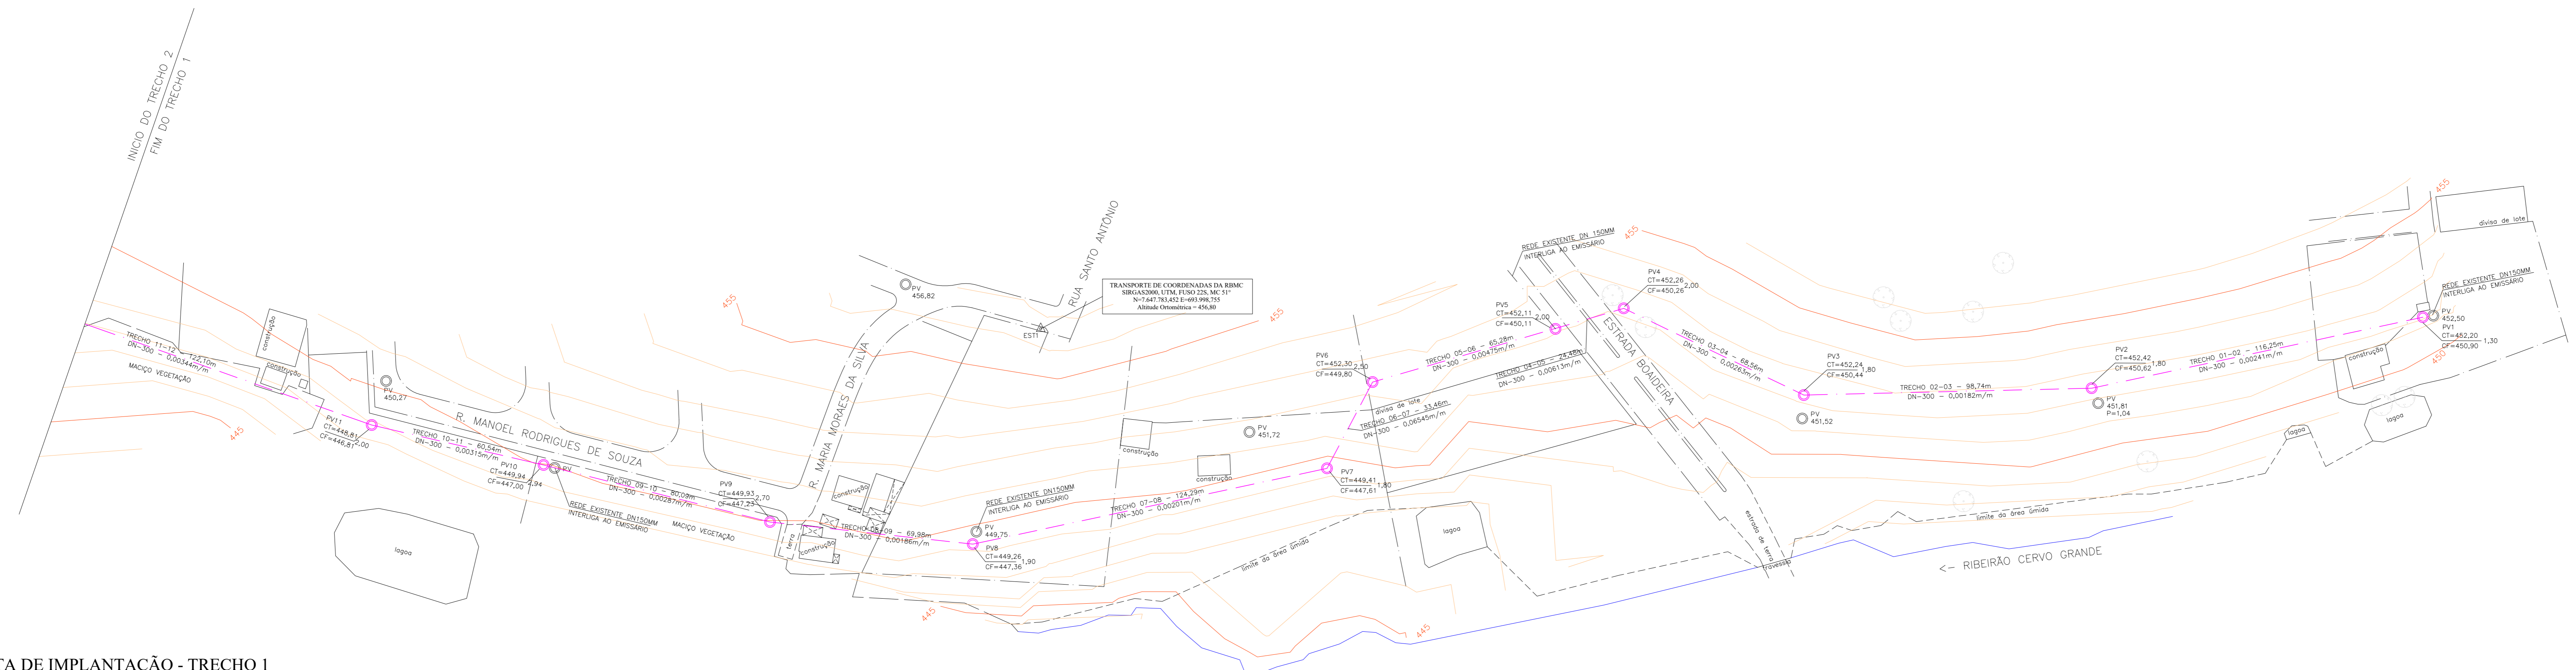 INICIO DO TRECHO 2
FIM DO TRECHO 1
TRECHO 11-12 - 122,10m
DN-300 - 0,00344m/m
MACIÇO VEGETAÇÃO
445
construção
construção
PV
450,27
PV11
CT=448,81
CF=446,81
2,00
TRECHO 10-11 - 60,54m
DN-300 - 0,00315m/m
R. MANOEL RODRIGUES DE SOUZA
PV10
CT=449,94
CF=447,00
2,94
PV
REDE EXISTENTE DN150MM
INTERLIGA AO EMISSÁRIO
TRECHO 09-10 - 80,09m
DN-300 - 0,00287m/m
MACIÇO VEGETAÇÃO
lagoa
PV9
CT=449,93
CF=447,23
2,70
455
R. MARIA MORAES DA SILVA
PV
456,82
RUA SANTO ANTÔNIO
EST1
TRANSPORTE DE COORDENADAS DA RBMC
SIRGAS2000, UTM, FUSO 22S, MC 51°
N=7.647.783,452 E=693.998,755
Altitude Ortométrica = 456,80
455
terra
construção
construção
TRECHO 08-09 - 69,98m
DN-300 - 0,00186m/m
REDE EXISTENTE DN150MM
INTERLIGA AO EMISSÁRIO
PV
449,75
PV8
CT=449,26
CF=447,36
1,90
445
TRECHO 07-08 - 124,29m
DN-300 - 0,00201m/m
construção
construção
PV
451,72
limite da área úmida
PV6
CT=452,30
CF=449,80
2,50
divisa de lote
TRECHO 06-07 - 33,46m
DN-300 - 0,06545m/m
PV7
CT=449,41
CF=447,61
1,80
lagoa
445
TRECHO 05-06 - 65,28m
DN-300 - 0,00475m/m
TRECHO 04-05 - 24,48m
DN-300 - 0,00613m/m
PV5
CT=452,11
CF=450,11
2,00
REDE EXISTENTE DN 150MM
INTERLIGA AO EMISSÁRIO
455
PV4
CT=452,26
CF=450,26
2,00
ESTRADA BOAIDEIRA
estrada de terra
travessia
TRECHO 03-04 - 68,56m
DN-300 - 0,00263m/m
PV3
CT=452,24
CF=450,44
1,80
PV
451,52
TRECHO 02-03 - 98,74m
DN-300 - 0,00182m/m
limite da área úmida
<- RIBEIRÃO CERVO GRANDE
PV2
CT=452,42
CF=450,62
1,80
PV
451,81
P=1,04
TRECHO 01-02 - 116,25m
DN-300 - 0,00241m/m
lagoa
lagoa
construção
450
455
divisa de lote
REDE EXISTENTE DN150MM
INTERLIGA AO EMISSÁRIO
PV
452,50
PV1
CT=452,20
CF=450,90
1,30
TA DE IMPLANTAÇÃO - TRECHO 1